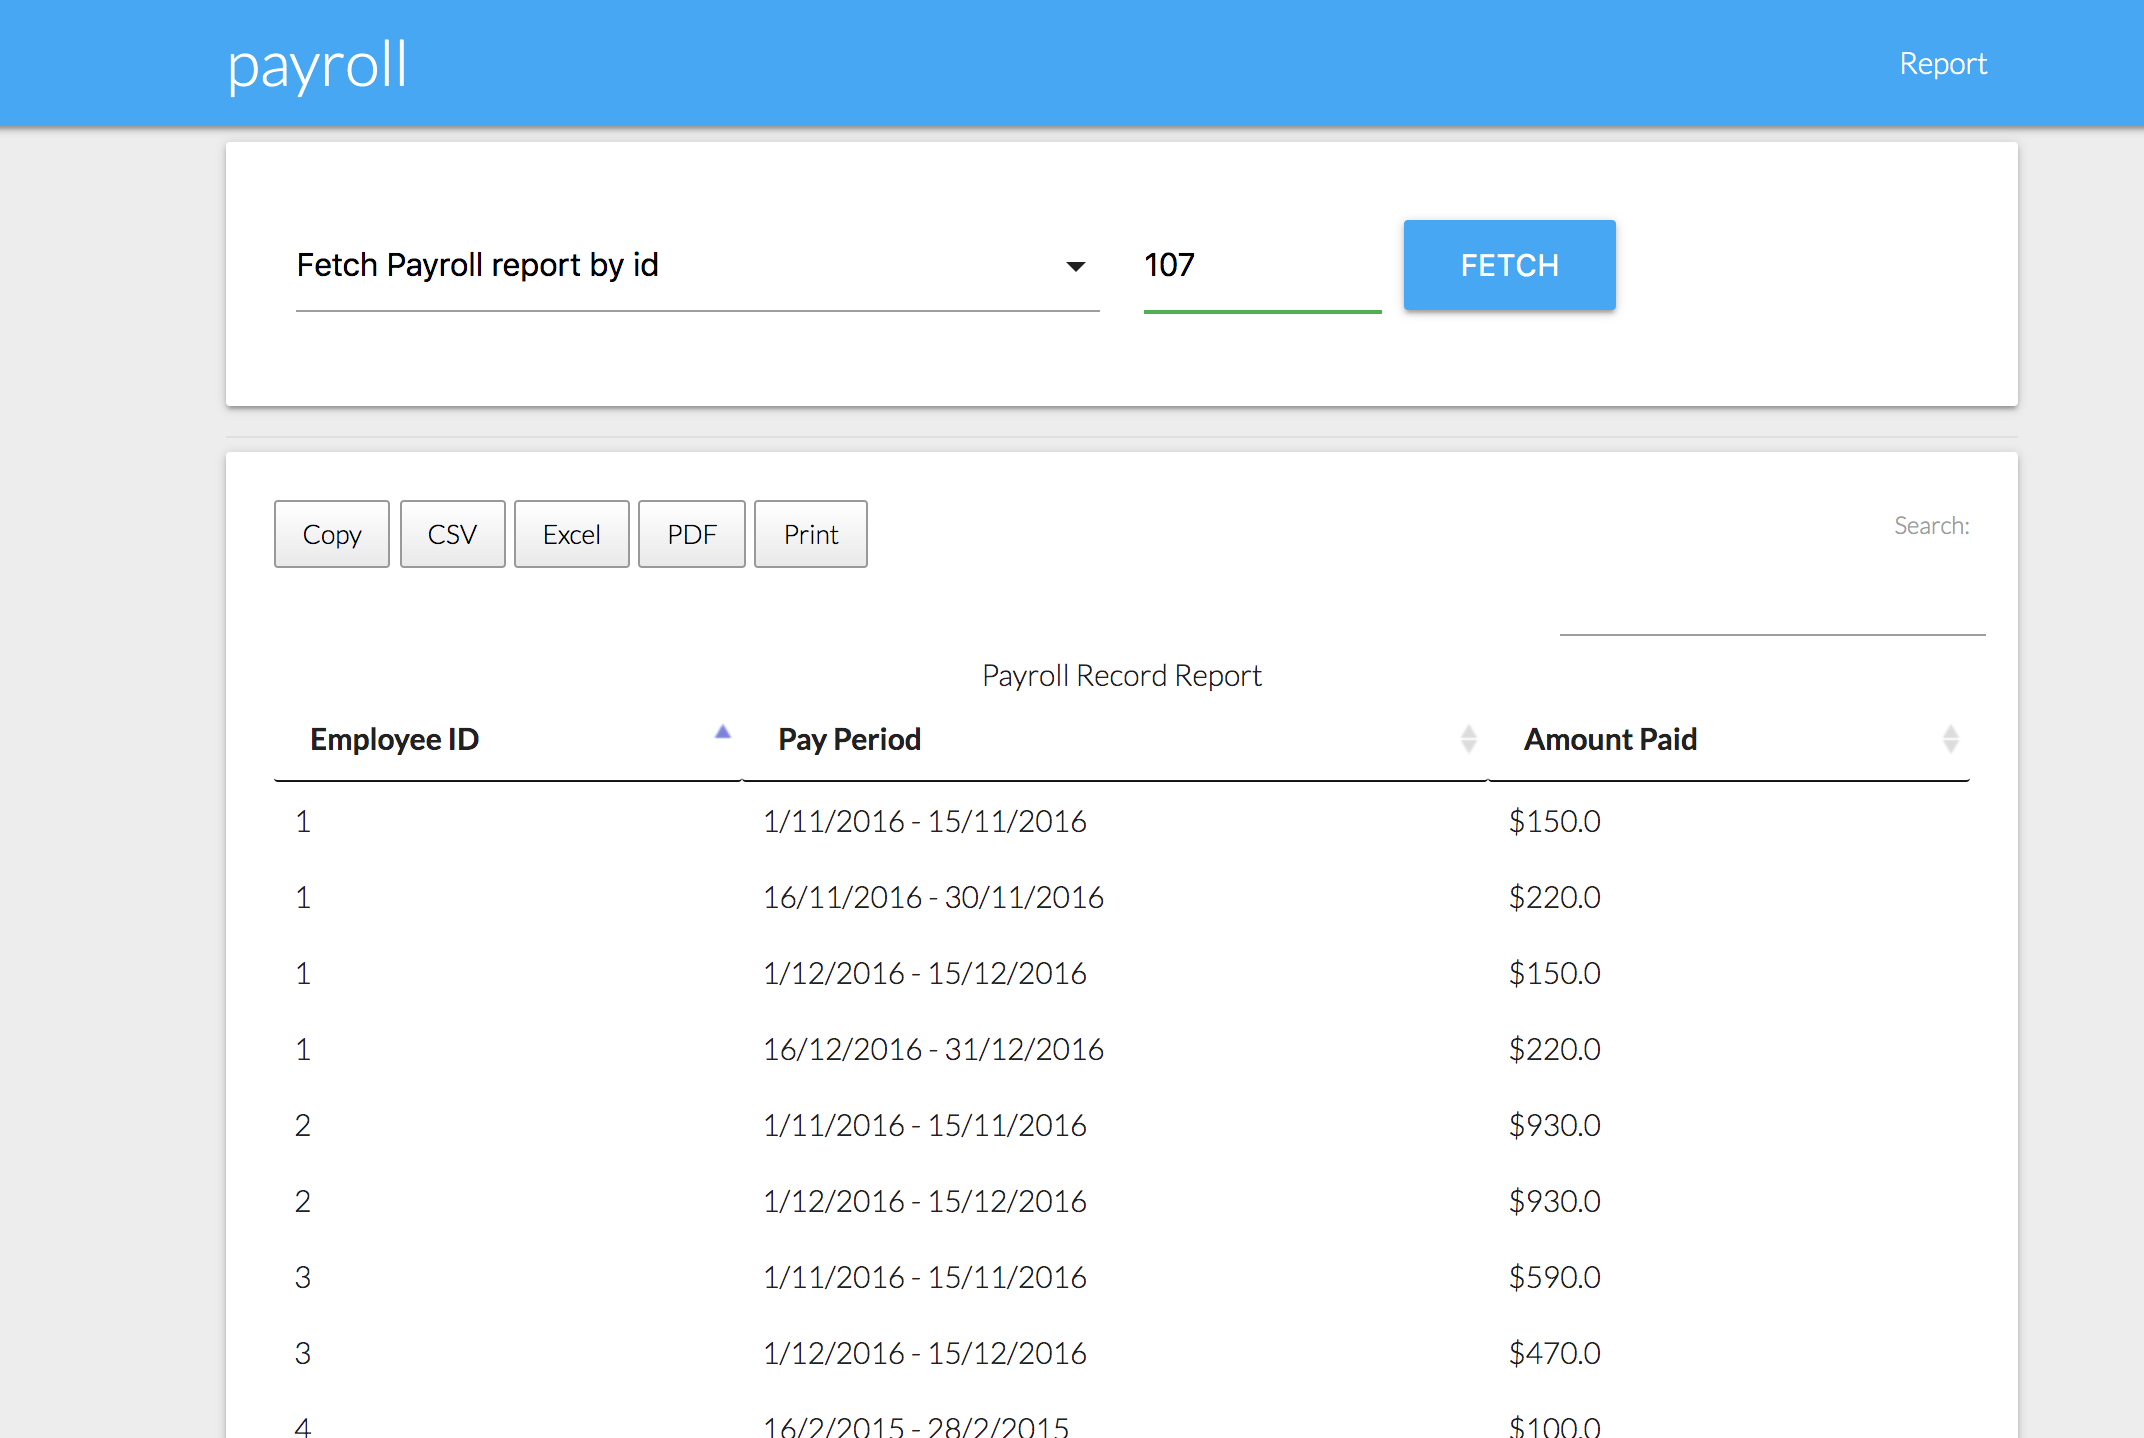 payroll Report
Fetch Payroll report by id 107 FETCH
Copy CSV Excel PDF Print Search:
Payroll Record Report
Employee ID Pay Period Amount Paid
1 1/11/2016 - 15/11/2016 $150.0
1 16/11/2016 - 30/11/2016 $220.0
1 1/12/2016 - 15/12/2016 $150.0
1 16/12/2016 - 31/12/2016 $220.0
2 1/11/2016 - 15/11/2016 $930.0
2 1/12/2016 - 15/12/2016 $930.0
3 1/11/2016 - 15/11/2016 $590.0
3 1/12/2016 - 15/12/2016 $470.0
4 16/2/2015 - 28/2/2015 $100.0